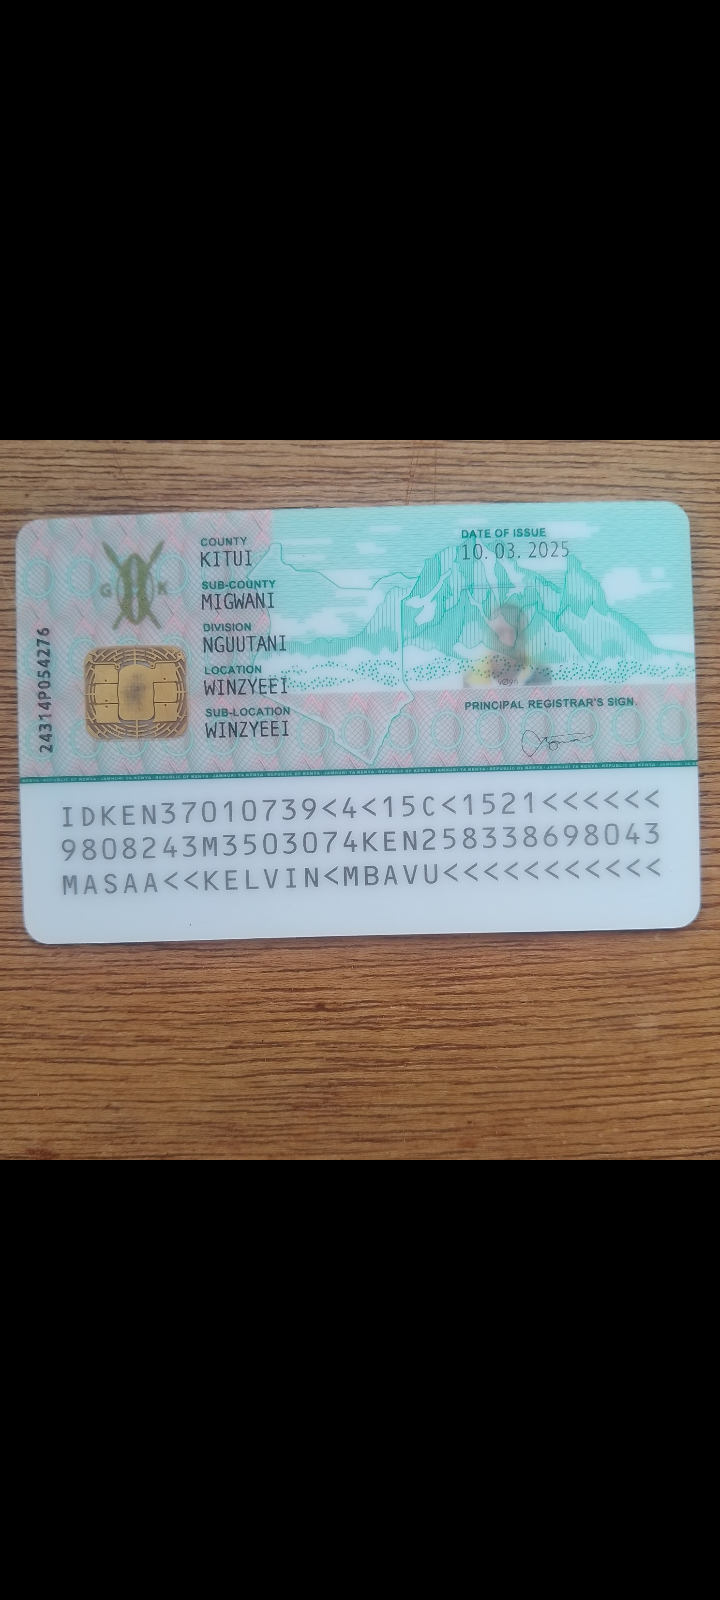 COUNTY
KITUI
SUB-COUNTY
MIGWANI
DIVISION
NGUUTANI
LOCATION
WINZYEEI
SUB-LOCATION
WINZYEEI
DATE OF ISSUE
10.03.2025
PRINCIPAL REGISTRAR'S SIGN.
G K
24314P054276
IDKEN37010739<4<15C<1521<<<<<<
9808243M3503074KEN258338698043
MASAA<<KELVIN<MBAVU<<<<<<<<<<<